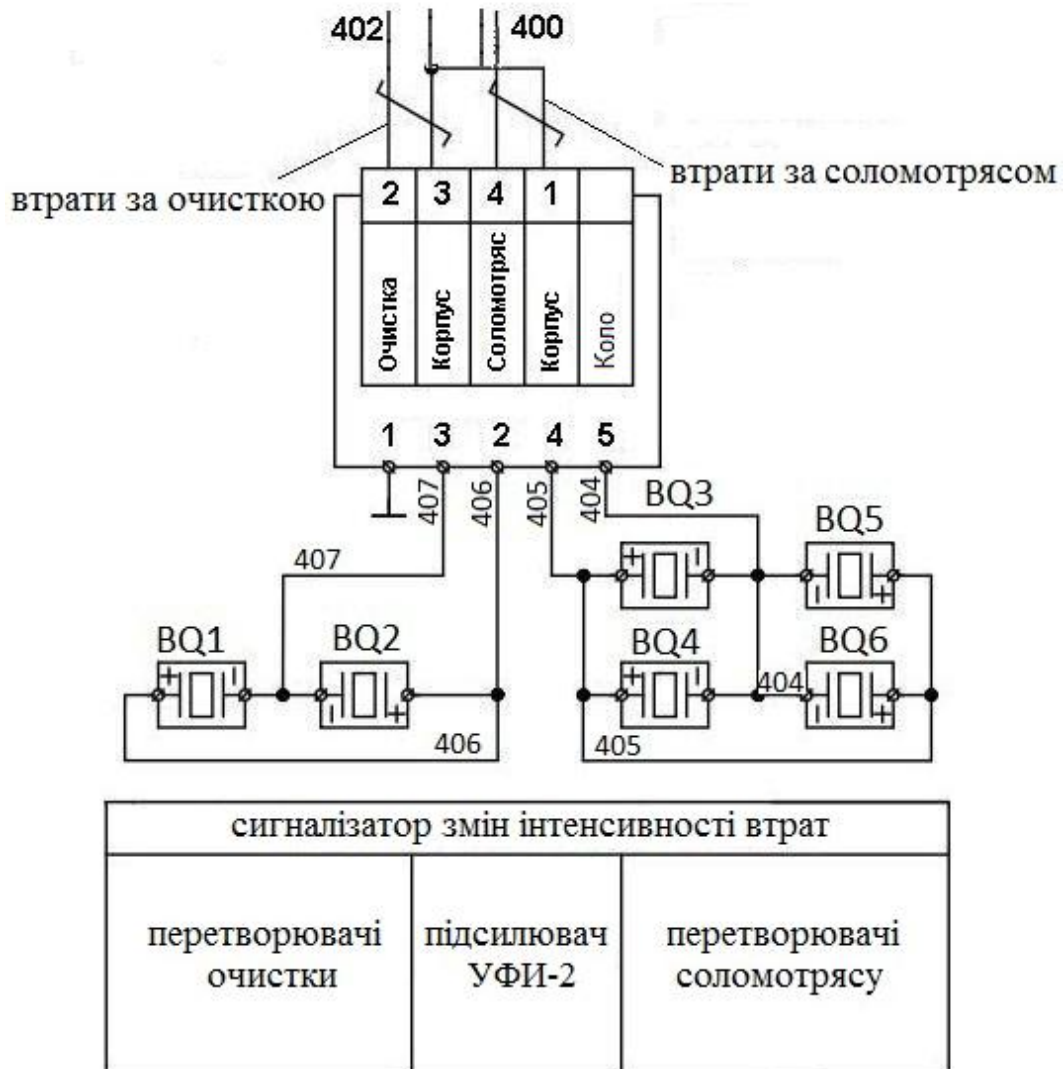 402
400
втрати за очисткою
втрати за соломотрясом
2 3 4 1
Очистка
Корпус
Соломотряс
Корпус
Коло
1 3 2 4 5
407
406
405
404
BQ3
BQ5
407
BQ1
BQ2
BQ4
BQ6
404
406
405
сигналізатор змін інтенсивності втрат
перетворювачі
очистки
підсилювач
УФИ-2
перетворювачі
соломотрясу